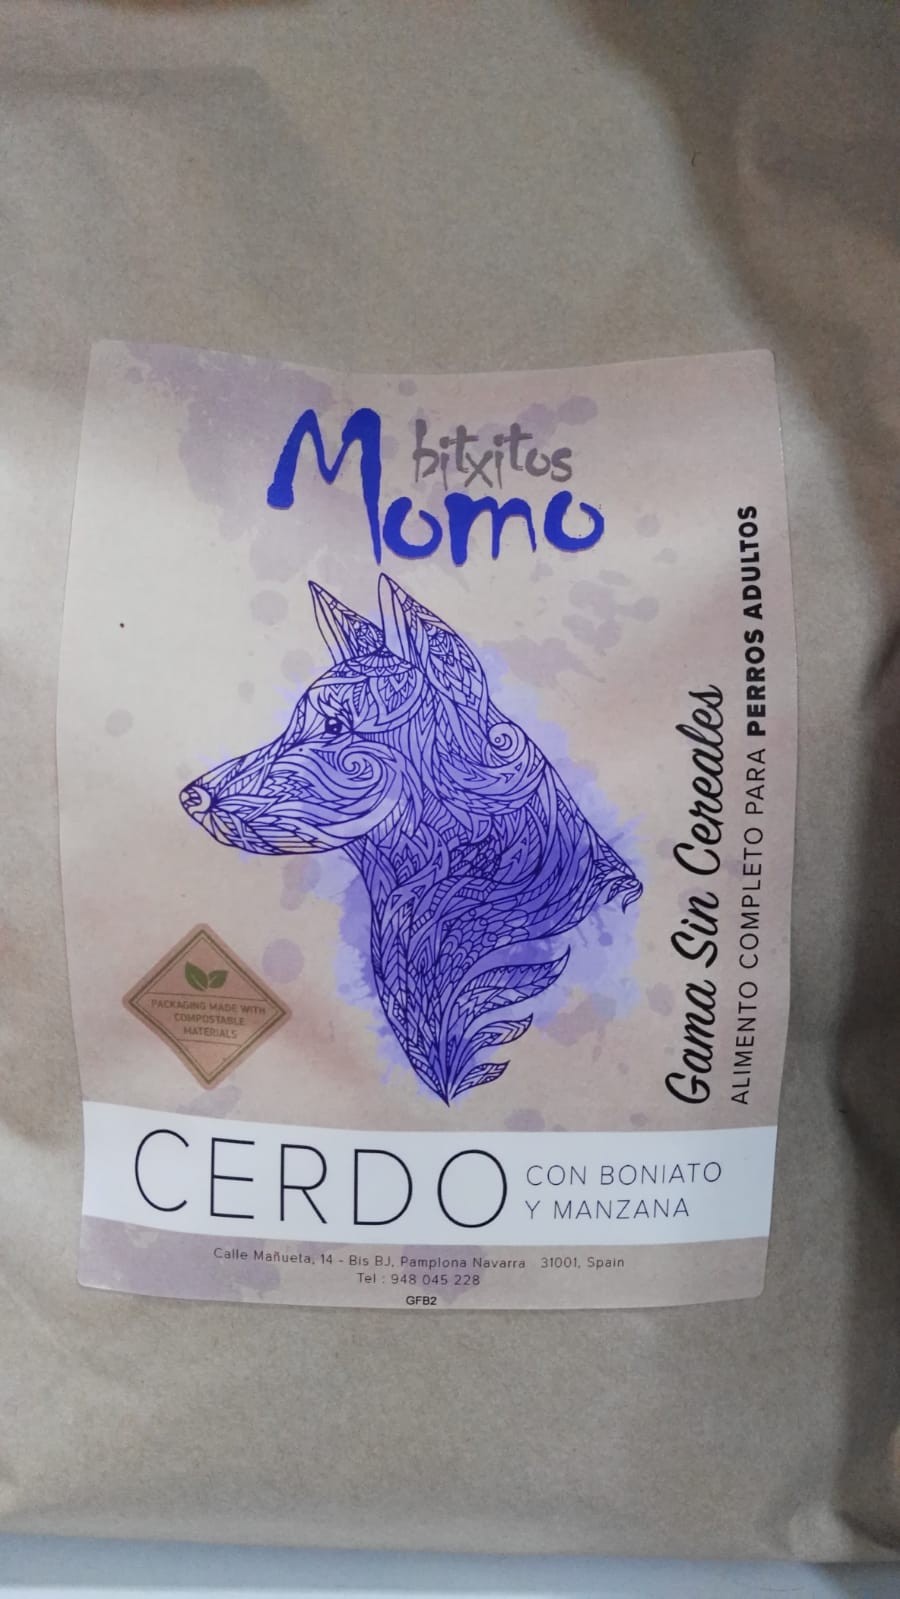 bitxitos
Momo
Gama Sin Cereales
ALIMENTO COMPLETO PARA PERROS ADULTOS
PACKAGING MADE WITH
COMPOSTABLE
MATERIALS
CERDO
CON BONIATO
Y MANZANA
Calle Mañueta, 14 - Bis BJ, Pamplona Navarra 31001, Spain
Tel : 948 045 228
GFB2